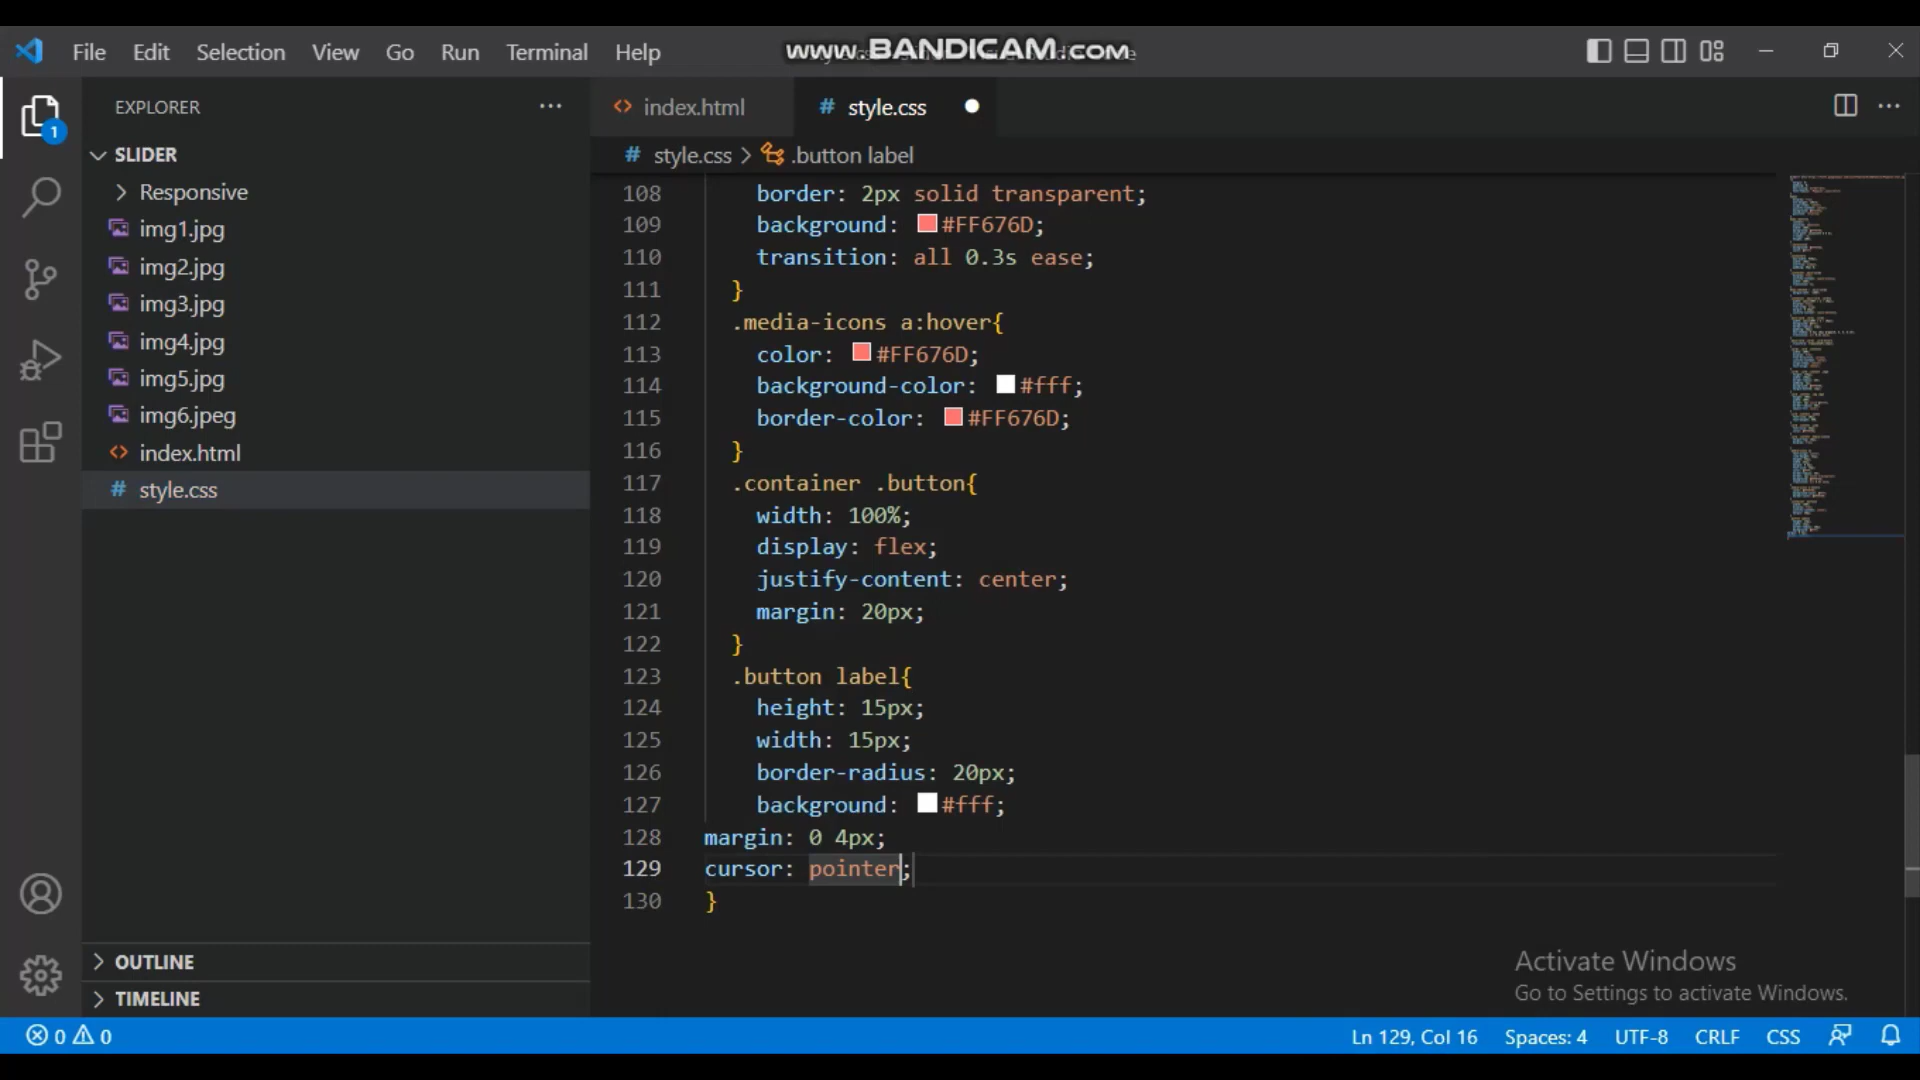 File Edit Selection View Go Run Terminal Help www.BANDICAM.com
EXPLORER
SLIDER
Responsive
img1.jpg
img2.jpg
img3.jpg
img4.jpg
img5.jpg
img6.jpeg
index.html
style.css
OUTLINE
TIMELINE
1
index.html # style.css
# style.css > .button label
108 border: 2px solid transparent;
109 background: #FF676D;
110 transition: all 0.3s ease;
111 }
112 .media-icons a:hover{
113 color: #FF676D;
114 background-color: #fff;
115 border-color: #FF676D;
116 }
117 .container .button{
118 width: 100%;
119 display: flex;
120 justify-content: center;
121 margin: 20px;
122 }
123 .button label{
124 height: 15px;
125 width: 15px;
126 border-radius: 20px;
127 background: #fff;
128 margin: 0 4px;
129 cursor: pointer;
130 }
Activate Windows
Go to Settings to activate Windows.
0 0 Ln 129, Col 16 Spaces: 4 UTF-8 CRLF CSS